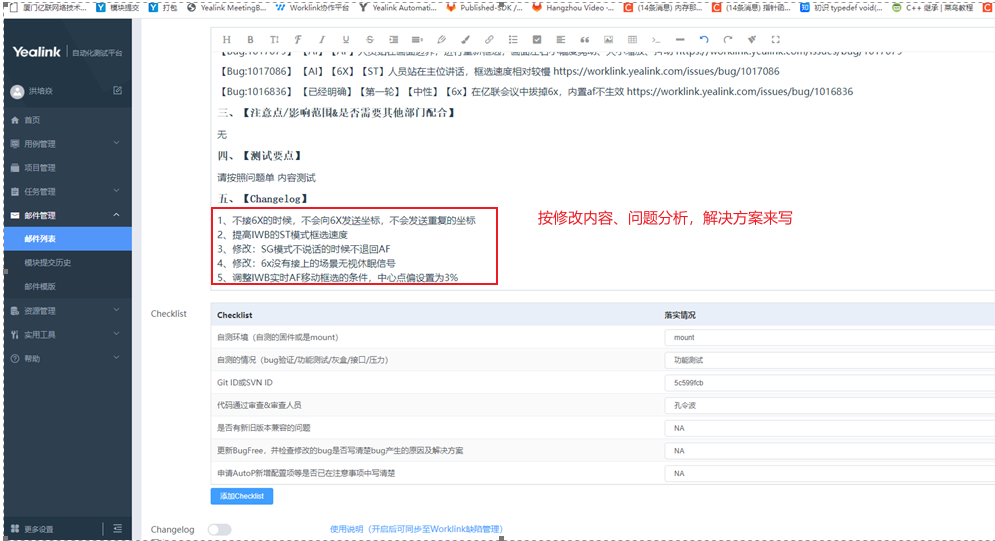 厦门亿联网络技术...
模块提交
打包
Yealink MeetingB...
Worklink协作平台
Yealink Automati...
Published-SDK /...
Hangzhou Video -...
(14条消息) 内存那...
(14条消息) 指针函...
初识 typedef void(...
C++ 继承 | 菜鸟教程
Yealink 自动化测试平台
洪培焱
首页
用例管理
项目管理
任务管理
邮件管理
邮件列表
模块提交历史
邮件模版
资源管理
实用工具
帮助
更多设置
【Bug:1017086】 【AI】【6X】【ST】人员站在主位讲话，框选速度相对较慢 https://worklink.yealink.com/issues/bug/1017086
【Bug:1016836】 【已经明确】【第一轮】【中性】【6x】在亿联会议中拔掉6x，内置af不生效 https://worklink.yealink.com/issues/bug/1016836
三、【注意点/影响范围&是否需要其他部门配合】
无
四、【测试要点】
请按照问题单 内容测试
五、【Changelog】
1、不接6X的时候，不会向6X发送坐标，不会发送重复的坐标
2、提高IWB的ST模式框选速度
3、修改：SG模式不说话的时候不退回AF
4、修改：6x没有接上的场景无视休眠信号
5、调整IWB实时AF移动框选的条件，中心点偏设置为3%
按修改内容、问题分析，解决方案来写
Checklist
Checklist 落实情况
自测环境（自测的固件或是mount） mount
自测的情况（bug验证/功能测试/灰盒/接口/压力） 功能测试
Git ID或SVN ID 5c599fcb
代码通过审查&审查人员 孔令波
是否有新旧版本兼容的问题 NA
更新BugFree，并检查修改的bug是否写清楚bug产生的原因及解决方案 NA
申请AutoP新增配置项等是否已在注意事项中写清楚 NA
添加Checklist
Changelog
使用说明（开启后可同步至Worklink缺陷管理）